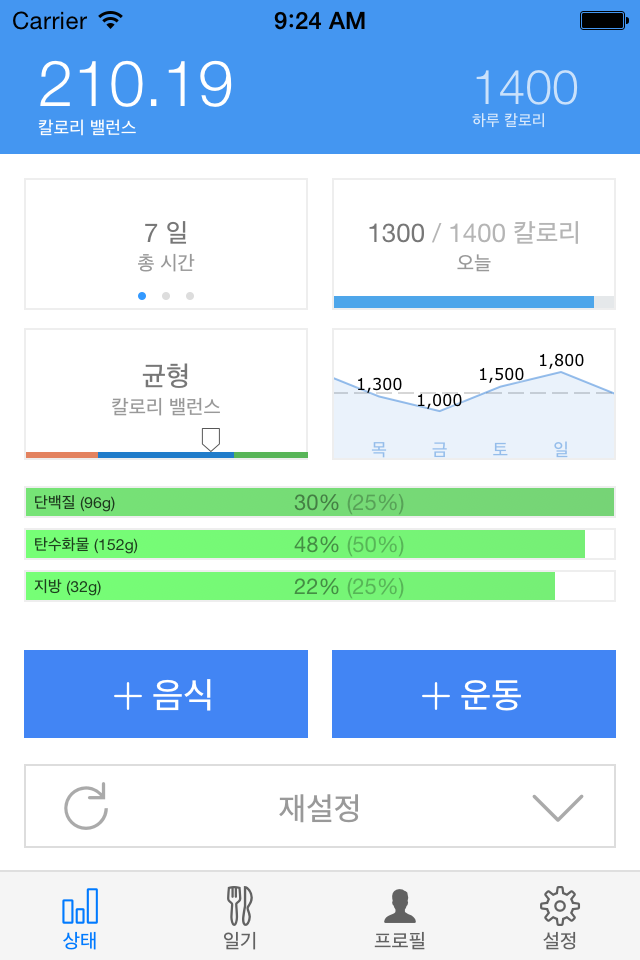 Carrier 9:24 AM
210.19
1400
칼로리 밸런스
하루 칼로리
7 일
총 시간
1300 / 1400 칼로리
오늘
균형
칼로리 밸런스
1,300
1,000
1,500
1,800
목 금 토 일
단백질 (96g) 30% (25%)
탄수화물 (152g) 48% (50%)
지방 (32g) 22% (25%)
+ 음식
+ 운동
재설정
상태 일기 프로필 설정